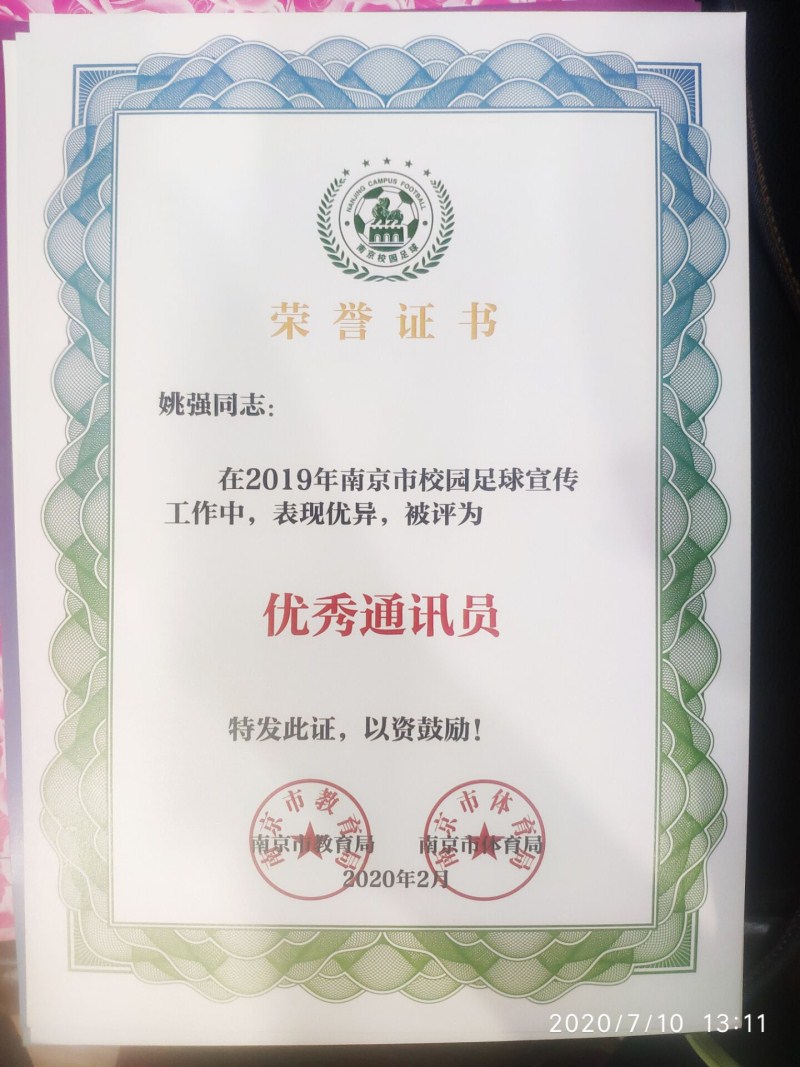 NANJING CAMPUS FOOTBALL
南京校园足球
荣誉证书
姚强同志：
在2019年南京市校园足球宣传
工作中，表现优异，被评为
优秀通讯员
特发此证，以资鼓励！
南京市教育局
南京市体育局
南京市教育局 南京市体育局
2020年2月
2020/7/10 13:11